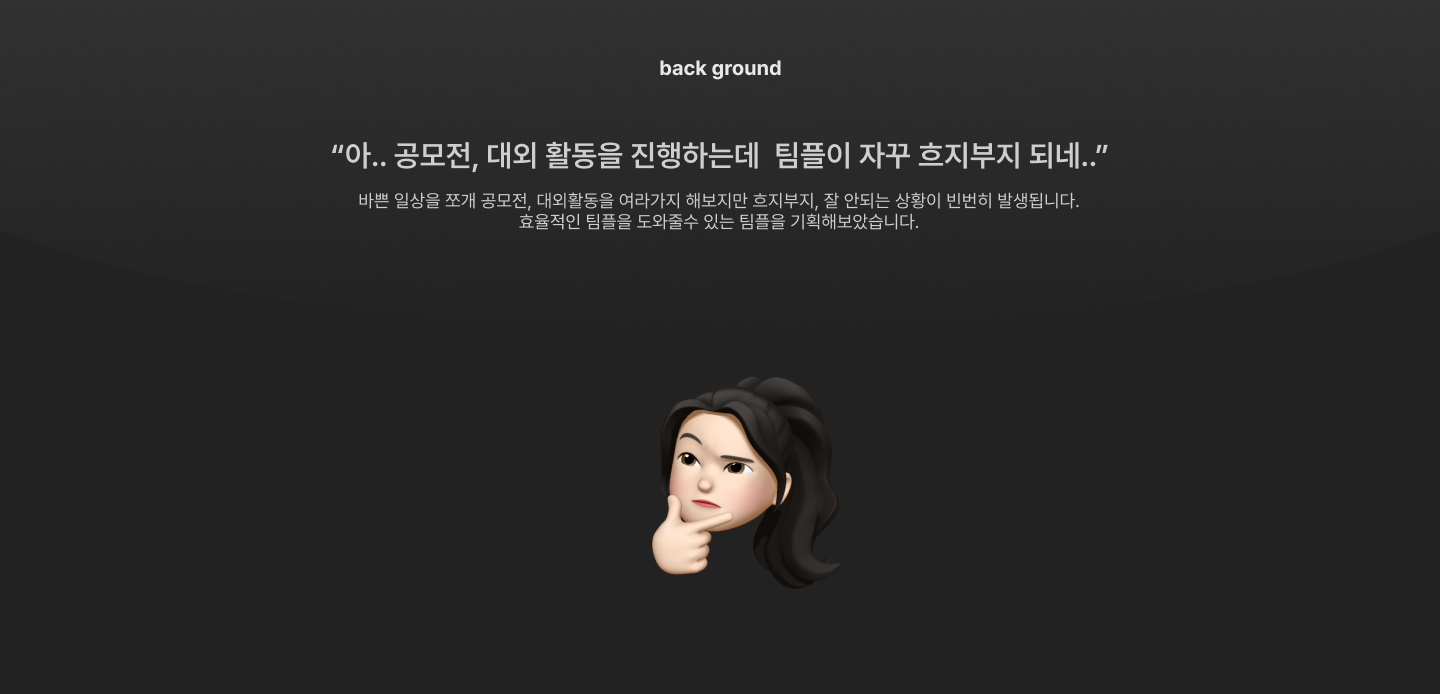 back ground
“아.. 공모전, 대외 활동을 진행하는데  팀플이 자꾸 흐지부지 되네..”
바쁜 일상을 쪼개 공모전, 대외활동을 여라가지 해보지만 흐지부지, 잘 안되는 상황이 빈번히 발생됩니다.
효율적인 팀플을 도와줄수 있는 팀플을 기획해보았습니다.